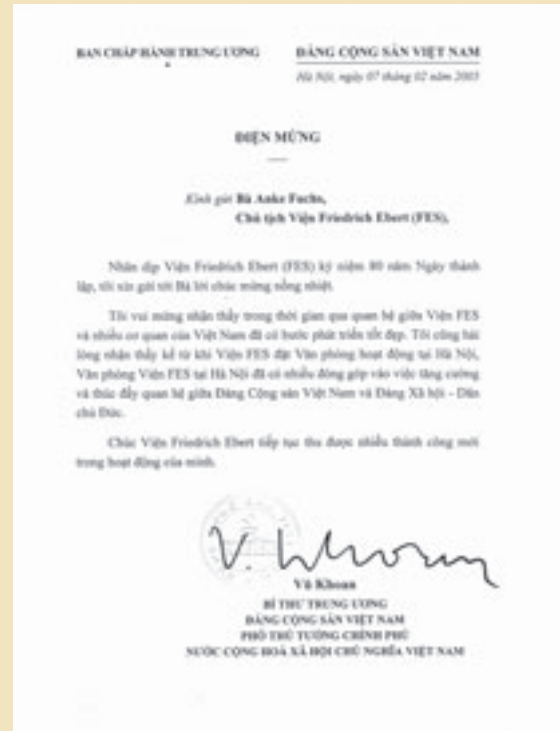 BAN CHẤP HÀNH TRUNG ƯƠNG
ĐẢNG CỘNG SẢN VIỆT NAM
Hà Nội, ngày 07 tháng 02 năm 2005
ĐIỆN MỪNG
Kính gửi Bà Anke Fuchs,
Chủ tịch Viện Friedrich Ebert (FES),
Nhân dịp Viện Friedrich Ebert (FES) kỷ niệm 80 năm Ngày thành
lập, tôi xin gửi tới Bà lời chúc mừng nồng nhiệt.
Tôi vui mừng nhận thấy trong thời gian qua quan hệ giữa Viện FES
và nhiều cơ quan của Việt Nam đã có bước phát triển tốt đẹp. Tôi cũng hài
lòng nhận thấy kể từ khi Viện FES đặt Văn phòng hoạt động tại Hà Nội,
Văn phòng Viện FES tại Hà Nội đã có nhiều đóng góp vào việc tăng cường
và thúc đẩy quan hệ giữa Đảng Cộng sản Việt Nam và Đảng Xã hội - Dân
chủ Đức.
Chúc Viện Friedrich Ebert tiếp tục thu được nhiều thành công mới
trong hoạt động của mình.
V. Khoan
Vũ Khoan
BÍ THƯ TRUNG ƯƠNG
ĐẢNG CỘNG SẢN VIỆT NAM
PHÓ THỦ TƯỚNG CHÍNH PHỦ
NƯỚC CỘNG HOÀ XÃ HỘI CHỦ NGHĨA VIỆT NAM